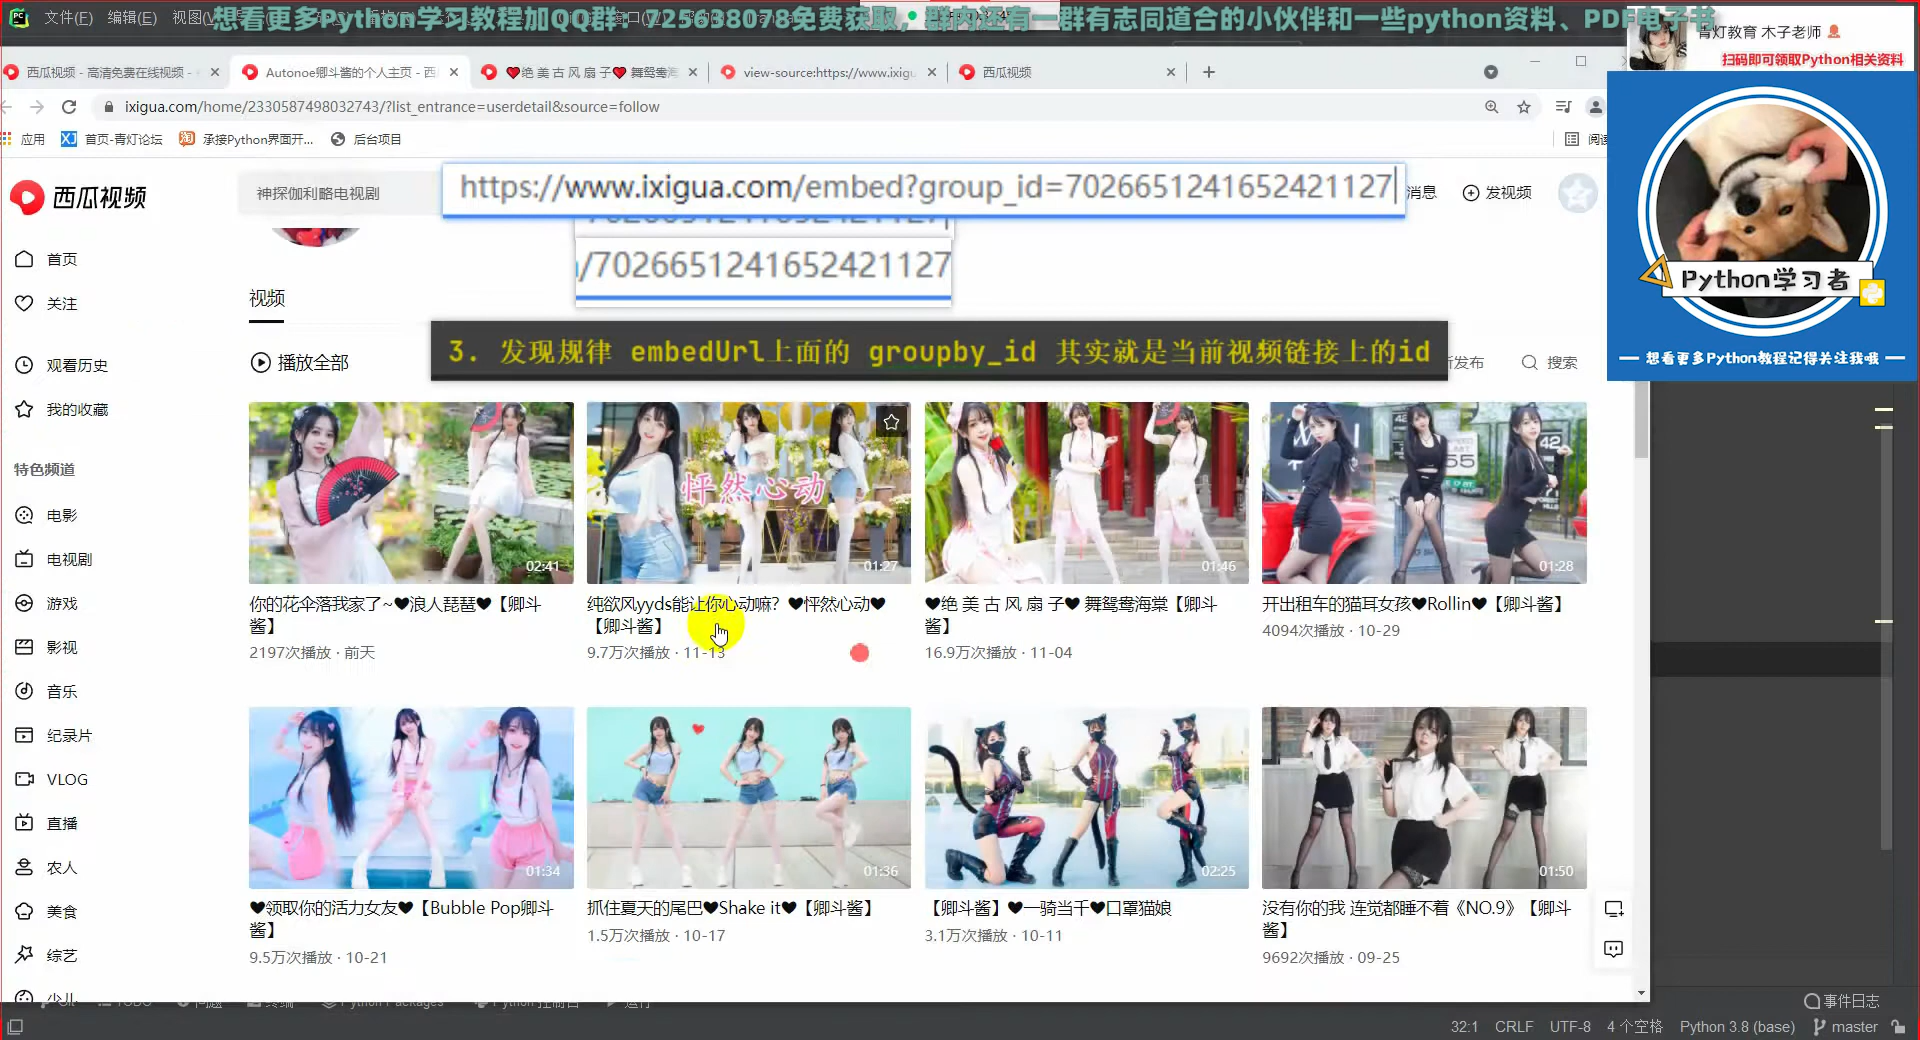 文件(F) 编辑(E) 视图(V)
想看更多Python学习教程加QQ群：725638078免费获取，群内还有一群有志同道合的小伙伴和一些python资料、PDF电子书
青灯教育 木子老师
扫码即可领取Python相关资料
西瓜视频 - 高清免费在线视频 -
Autonoe卿斗酱的个人主页 - 西
❤绝 美 古 风 扇 子❤ 舞鸳鸯海
view-source:https://www.ixigu
西瓜视频
ixigua.com/home/2330587498032743/?list_entrance=userdetail&source=follow
应用 首页-青灯论坛 承接Python界面开... 后台项目
西瓜视频
神探伽利略电视剧
https://www.ixigua.com/embed?group_id=7026651241652421127
消息 发视频
/7026651241652421127
Python学习者
想看更多Python教程记得关注我哦
3. 发现规律 embedUrl上面的 groupby_id 其实就是当前视频链接上的id
首页
关注
观看历史
我的收藏
特色频道
电影
电视剧
游戏
影视
音乐
纪录片
VLOG
直播
农人
美食
综艺
少儿
视频
播放全部
新发布 搜索
怦然心动
02:41
01:27
01:46
01:28
你的花伞落我家了~♥浪人琵琶♥【卿斗酱】
2197次播放 · 前天
纯欲风yyds能让你心动嘛？♥怦然心动♥【卿斗酱】
9.7万次播放 · 11-13
♥绝 美 古 风 扇 子♥ 舞鸳鸯海棠【卿斗酱】
16.9万次播放 · 11-04
开出租车的猫耳女孩♥Rollin♥【卿斗酱】
4094次播放 · 10-29
01:34
01:36
02:25
01:50
♥领取你的活力女友♥【Bubble Pop卿斗酱】
9.5万次播放 · 10-21
抓住夏天的尾巴♥Shake it♥【卿斗酱】
1.5万次播放 · 10-17
【卿斗酱】♥一骑当千♥口罩猫娘
3.1万次播放 · 10-11
没有你的我 连觉都睡不着《NO.9》【卿斗酱】
9692次播放 · 09-25
事件日志
32:1 CRLF UTF-8 4 个空格 Python 3.8 (base) master